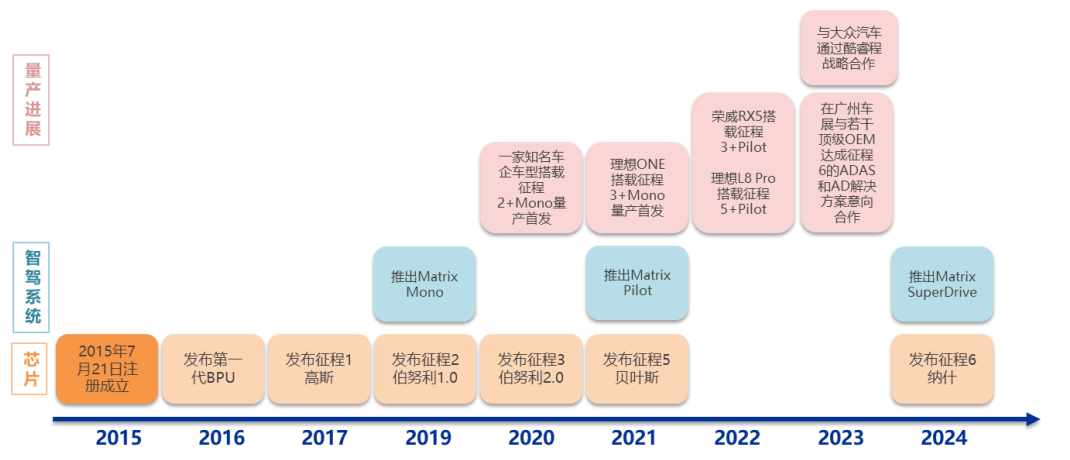 量
产
进
展
与大众汽车
通过酷睿程
战略合作
一家知名车
企车型搭载
征程
2+Mono量
产首发
理想ONE
搭载征程
3+Mono
量产首发
荣威RX5搭
载征程
3+Pilot
理想L8 Pro
搭载征程
5+Pilot
在广州车
展与若干
顶级OEM
达成征程
6的ADAS
和AD解决
方案意向
合作
智
驾
系
统
推出Matrix
Mono
推出Matrix
Pilot
推出Matrix
SuperDrive
芯
片
2015年7
月21日注
册成立
发布第一
代BPU
发布征程1
高斯
发布征程2
伯努利1.0
发布征程3
伯努利2.0
发布征程5
贝叶斯
发布征程6
纳什
2015
2016
2017
2019
2020
2021
2022
2023
2024